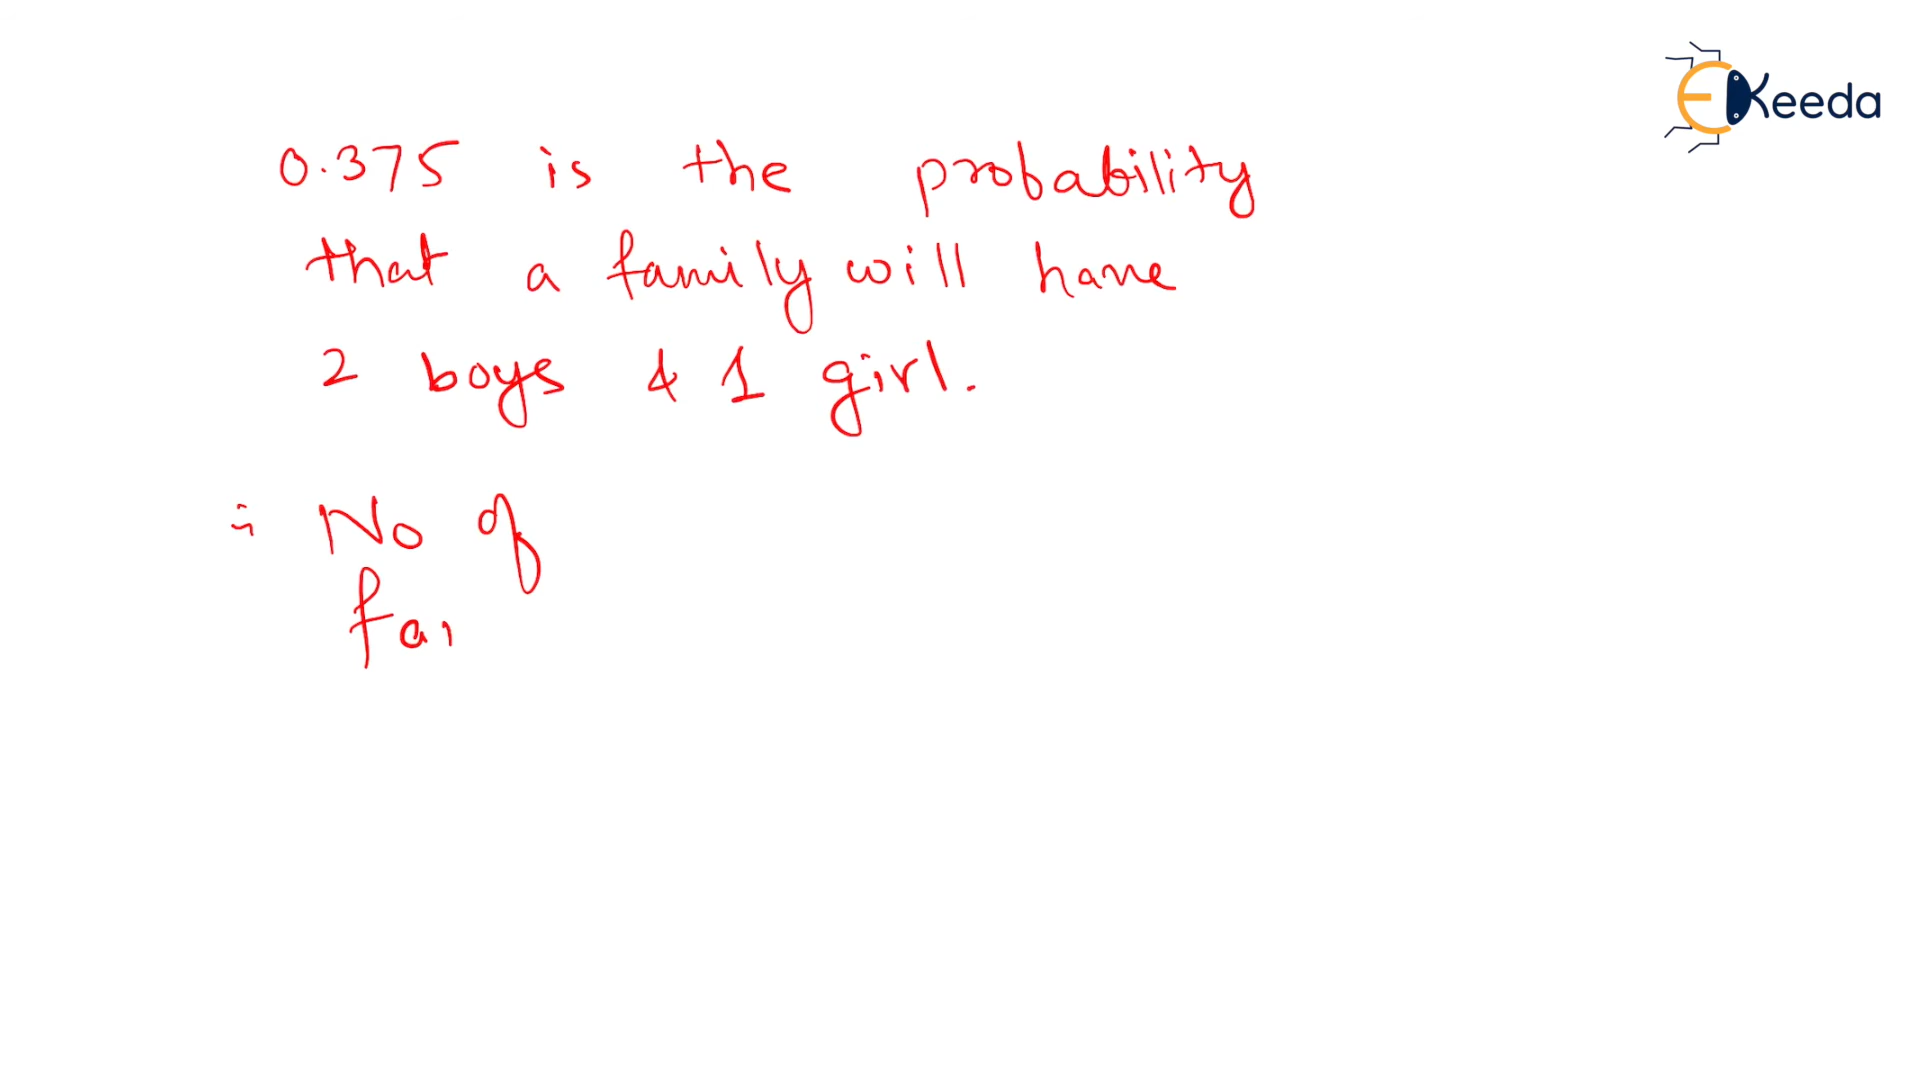 EKeeda
0.375 is the probability
that a family will have
2 boys & 1 girl.
∴ No of
fa